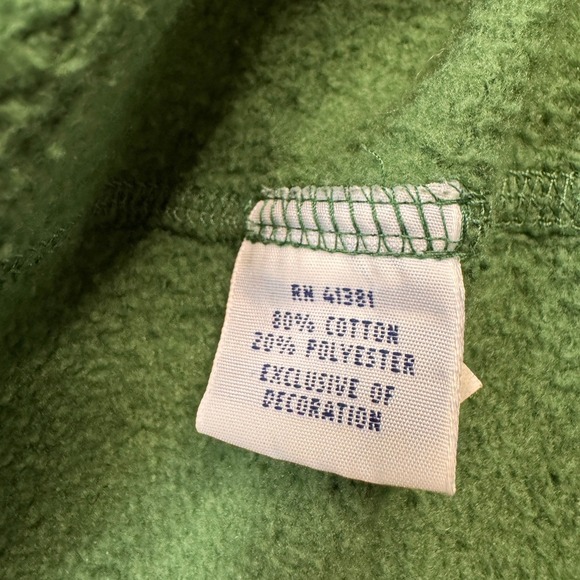 RN 41381
80% COTTON
20% POLYESTER
EXCLUSIVE OF
DECORATION